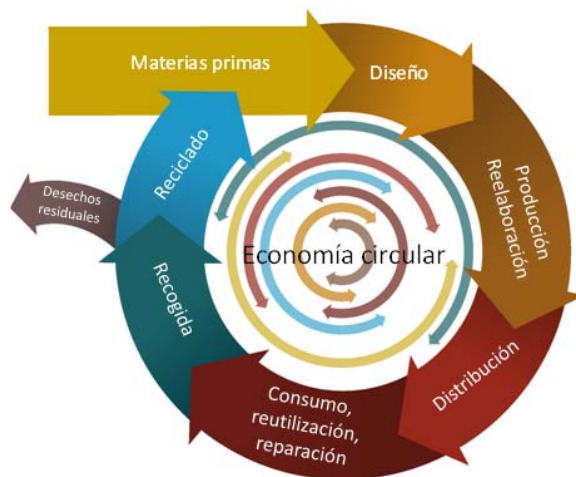 Materias primas
Diseño
Producción
Reelaboración
Distribución
Consumo,
reutilización,
reparación
Recogida
Reciclado
Desechos
residuales
Economía circular